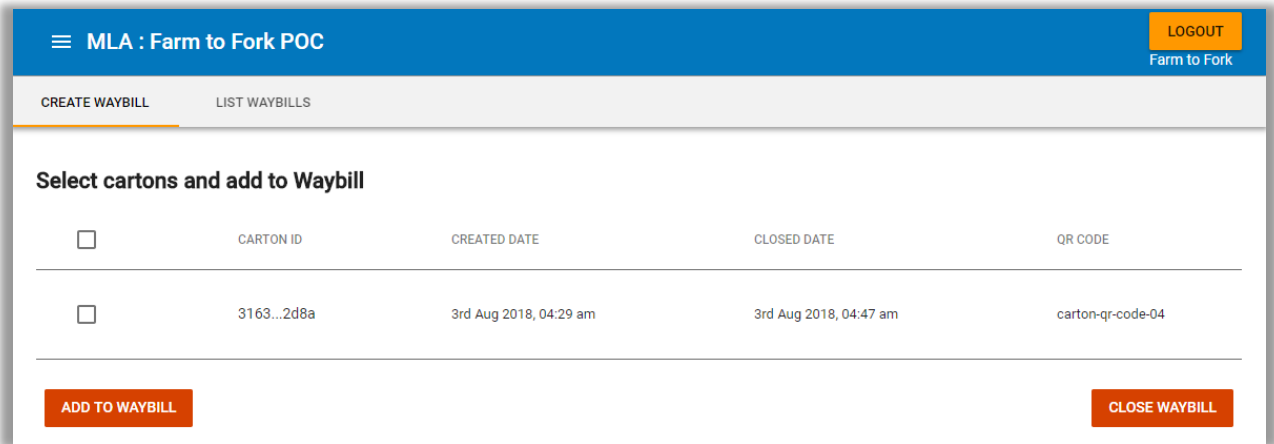 MLA : Farm to Fork POC
LOGOUT
Farm to Fork
CREATE WAYBILL LIST WAYBILLS
Select cartons and add to Waybill
CARTON ID CREATED DATE CLOSED DATE QR CODE
3163...2d8a 3rd Aug 2018, 04:29 am 3rd Aug 2018, 04:47 am carton-qr-code-04
ADD TO WAYBILL CLOSE WAYBILL